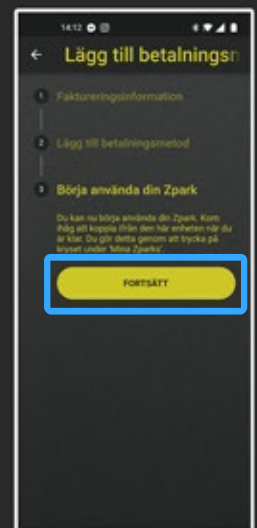 14:12
Lägg till betalningsn
1 Faktureringsinformation
2 Lägg till betalningsmetod
3 Börja använda din Zpark
Du kan nu börja använda din Zpark. Kom
ihåg att koppla ifrån den här enheten när du
är klar. Du gör detta genom att trycka på
krysset under 'Mina Zparks'.
FORTSÄTT